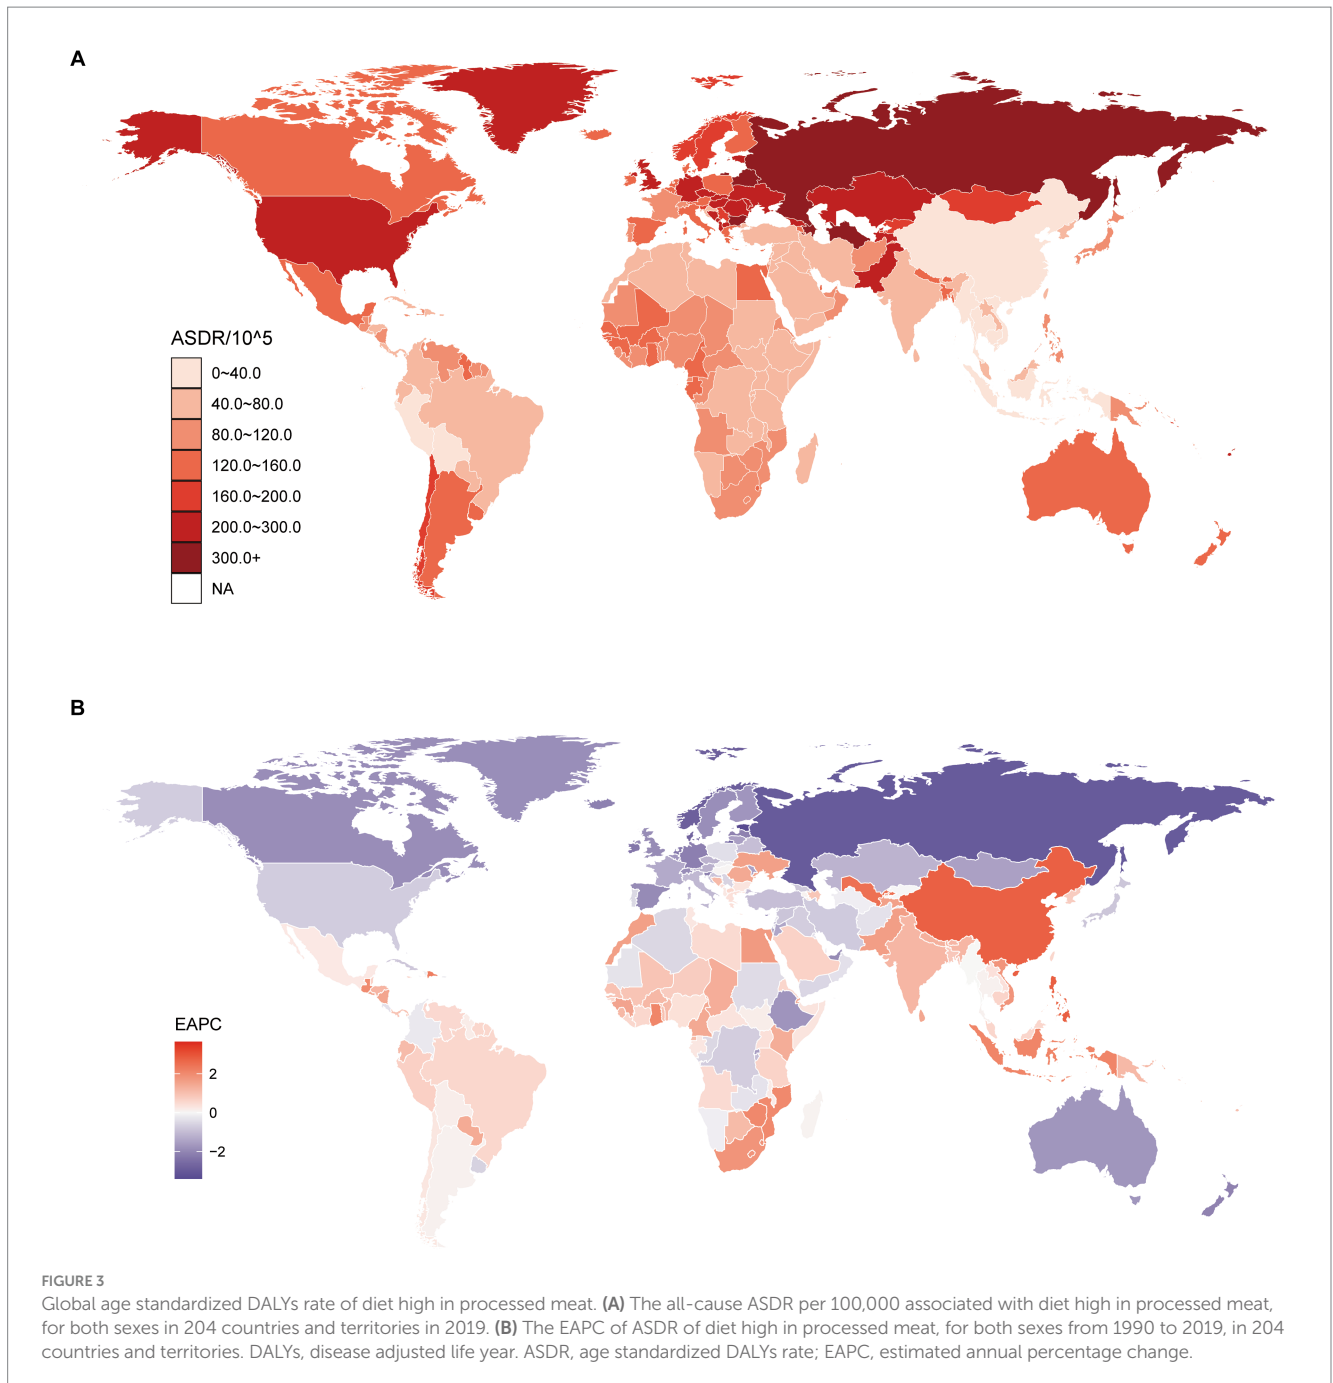 A
ASDR/10^5
0~40.0
40.0~80.0
80.0~120.0
120.0~160.0
160.0~200.0
200.0~300.0
300.0+
NA
B
EAPC
2
0
−2
FIGURE 3
Global age standardized DALYs rate of diet high in processed meat. (A) The all-cause ASDR per 100,000 associated with diet high in processed meat,
for both sexes in 204 countries and territories in 2019. (B) The EAPC of ASDR of diet high in processed meat, for both sexes from 1990 to 2019, in 204
countries and territories. DALYs, disease adjusted life year. ASDR, age standardized DALYs rate; EAPC, estimated annual percentage change.